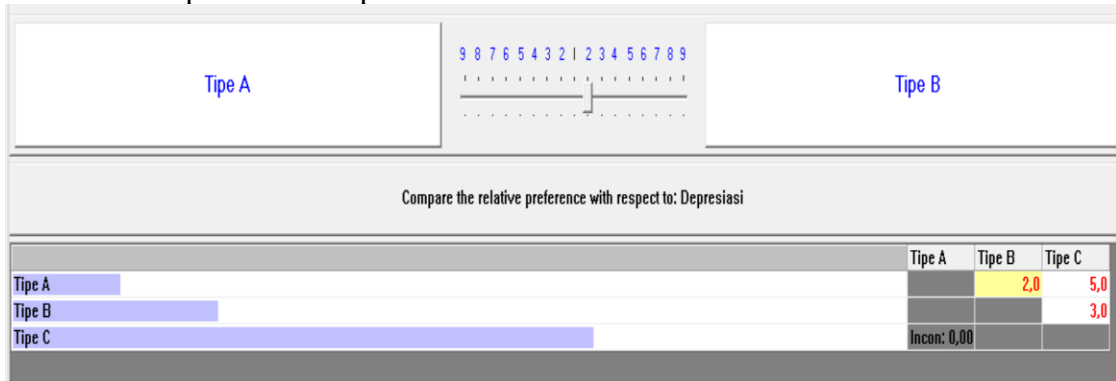 9 8 7 6 5 4 3 2 1 2 3 4 5 6 7 8 9
Tipe A
Tipe B
Compare the relative preference with respect to: Depresiasi
Tipe A Tipe B Tipe C
Tipe A 2,0 5,0
Tipe B 3,0
Tipe C Incon: 0,00